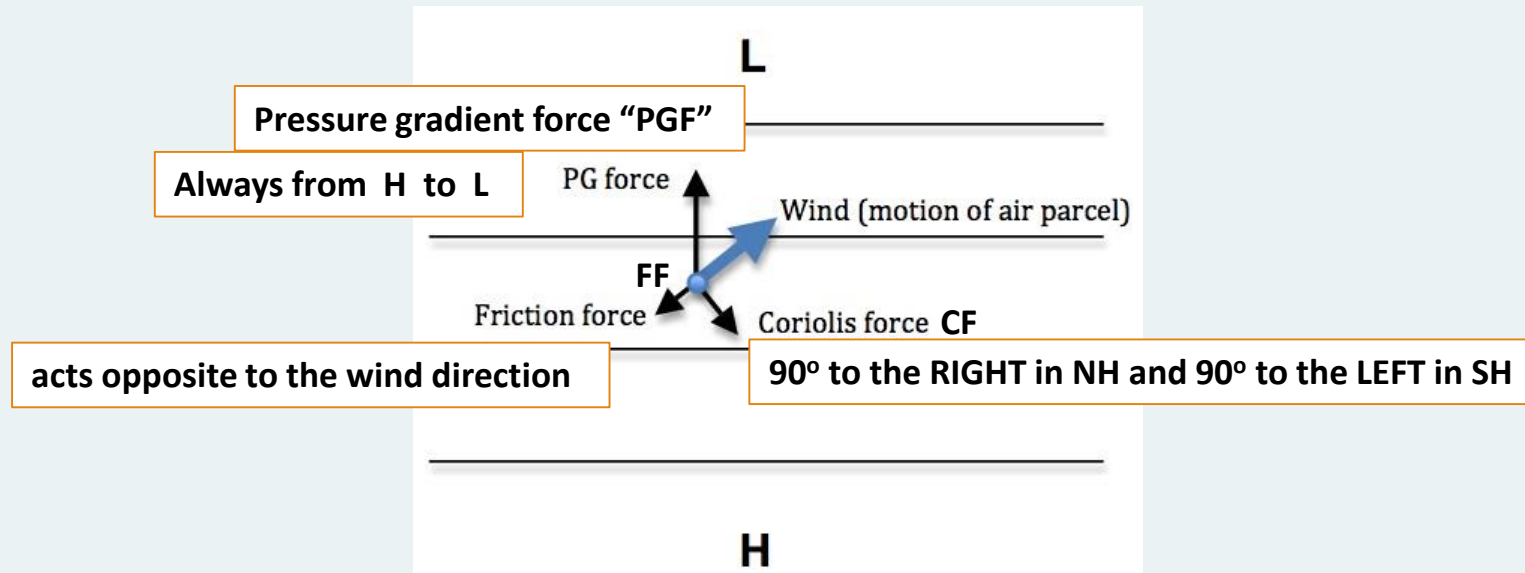 L
Pressure gradient force “PGF”
Always from H to L
PG force
Wind (motion of air parcel)
FF
Friction force
Coriolis force CF
acts opposite to the wind direction
90º to the RIGHT in NH and 90º to the LEFT in SH
H